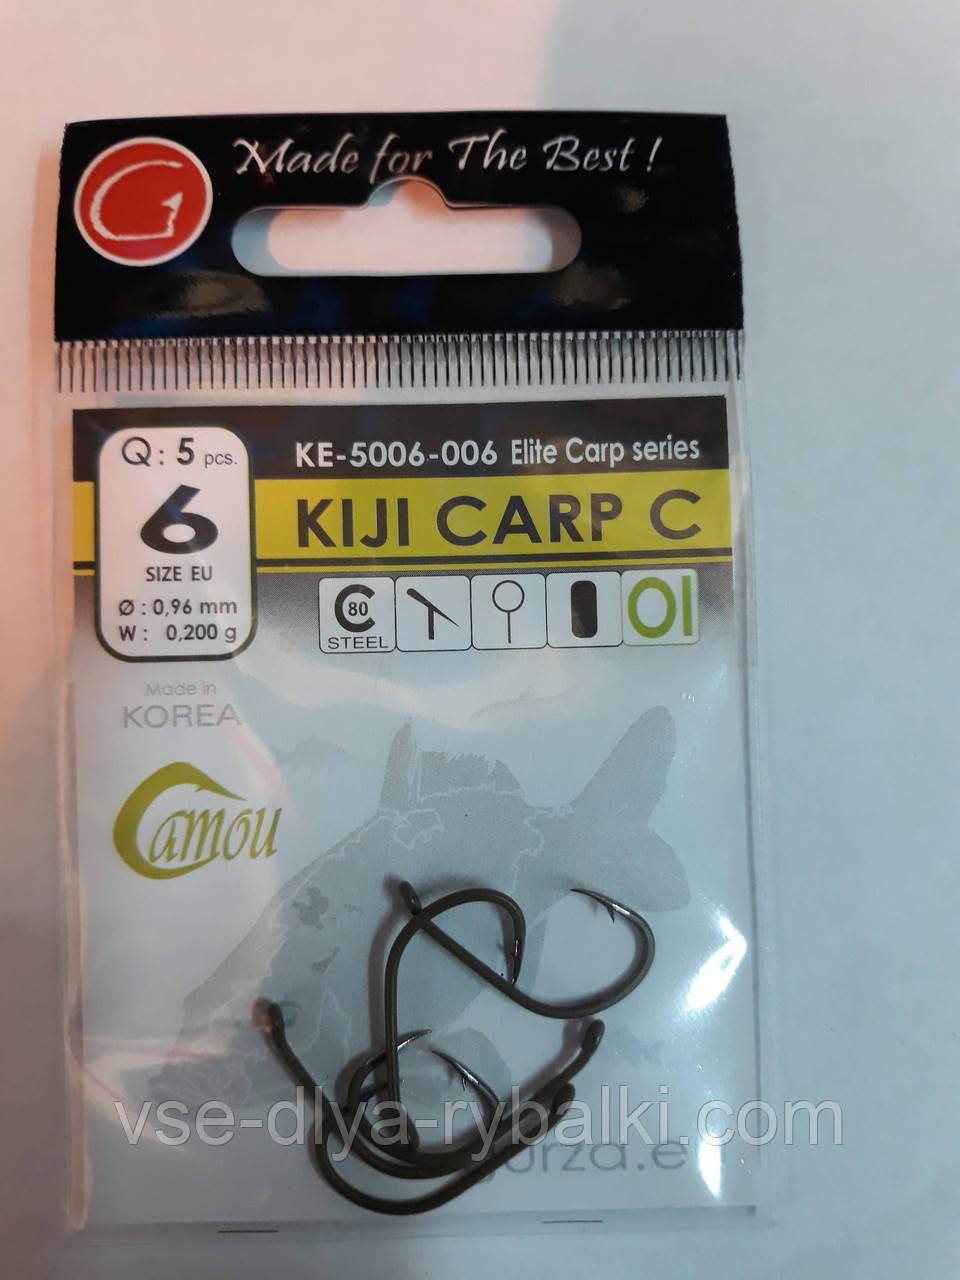 G Made for The Best !
Q: 5 pcs.
6
SIZE EU
Ø : 0,96 mm
W : 0,200 g
KE-5006-006 Elite Carp series
KIJI CARP C
C 80
STEEL
Made in
KOREA
Camou
vse-dlya-rybalki.com
gurza.e